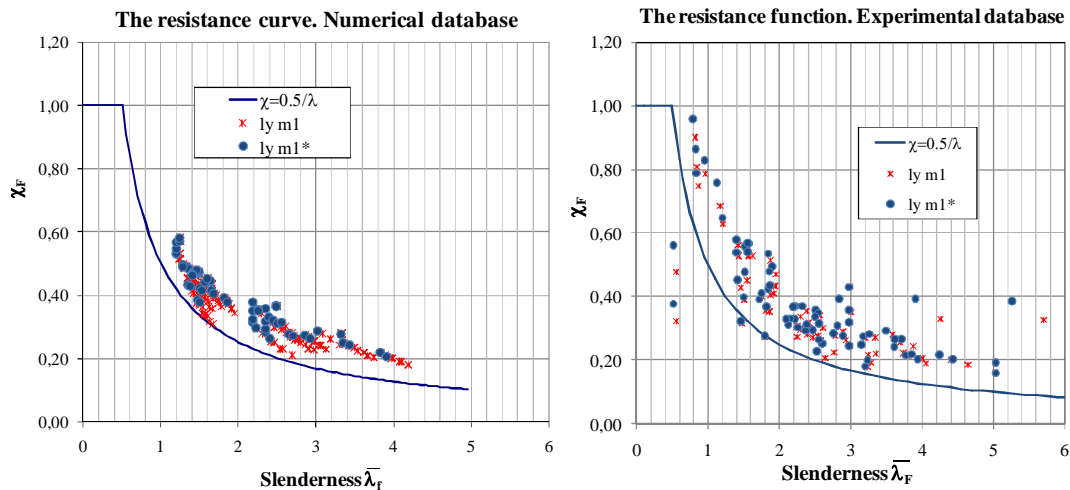 The resistance curve. Numerical database
1,20
1,00
0,80
0,60
0,40
0,20
0,00
χF
0 1 2 3 4 5 6
Slenderness λ̅f
χ=0.5/λ
ly m1
ly m1*
The resistance function. Experimental database
1,20
1,00
0,80
0,60
0,40
0,20
0,00
χF
0 1 2 3 4 5 6
Slenderness λ̅F
χ=0.5/λ
ly m1
ly m1*